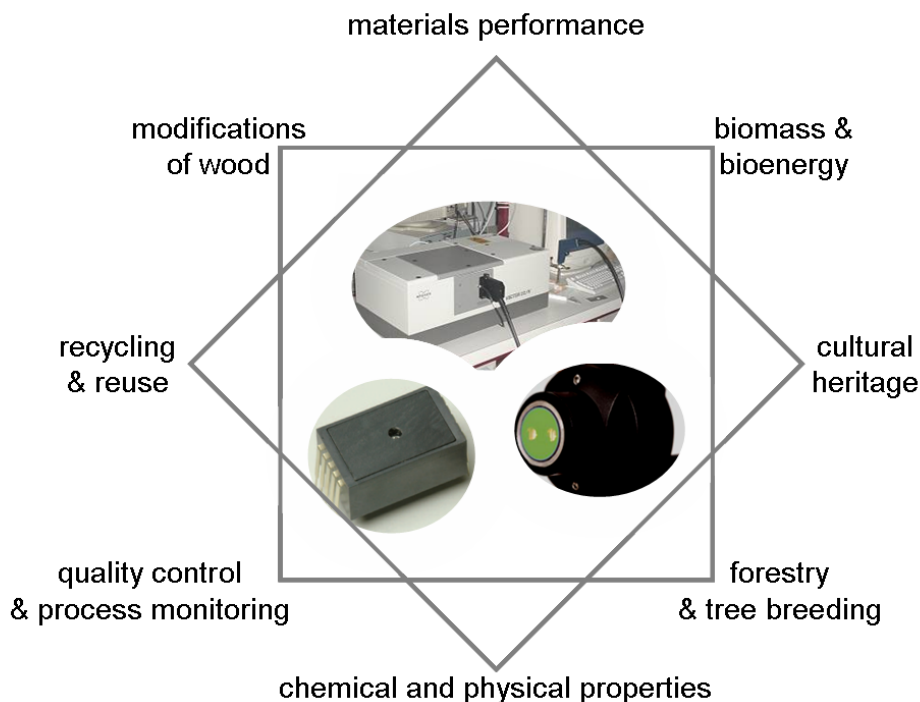 materials performance
modifications
of wood
biomass &
bioenergy
recycling
& reuse
cultural
heritage
quality control
& process monitoring
forestry
& tree breeding
chemical and physical properties